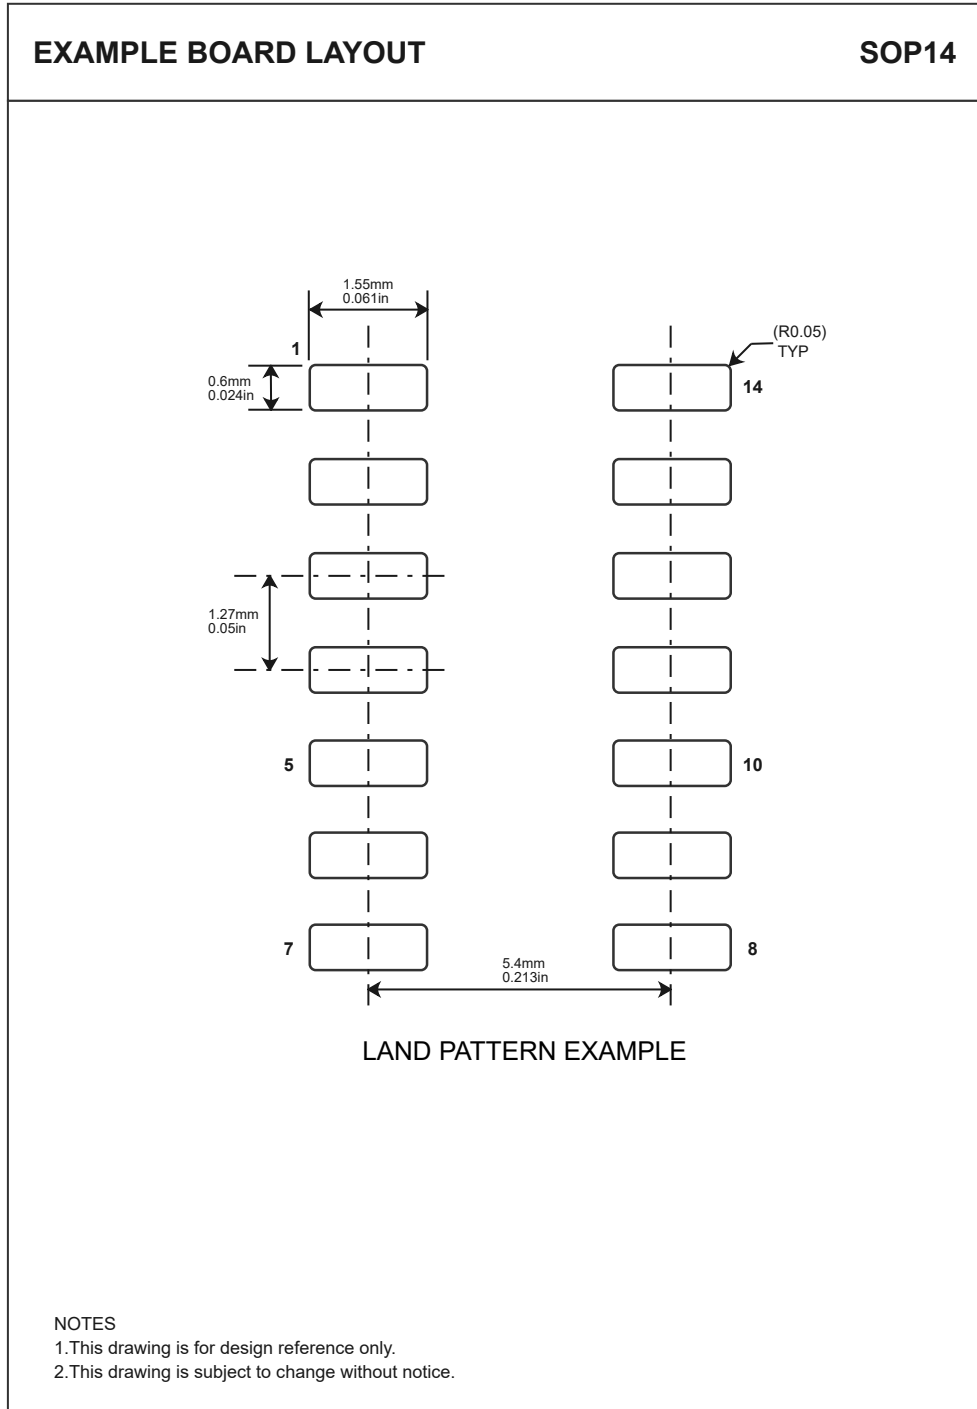 EXAMPLE BOARD LAYOUT
SOP14
1.55mm
0.061in
(R0.05)
TYP
1
0.6mm
0.024in
14
1.27mm
0.05in
5
10
7
8
5.4mm
0.213in
LAND PATTERN EXAMPLE
NOTES
1.This drawing is for design reference only.
2.This drawing is subject to change without notice.